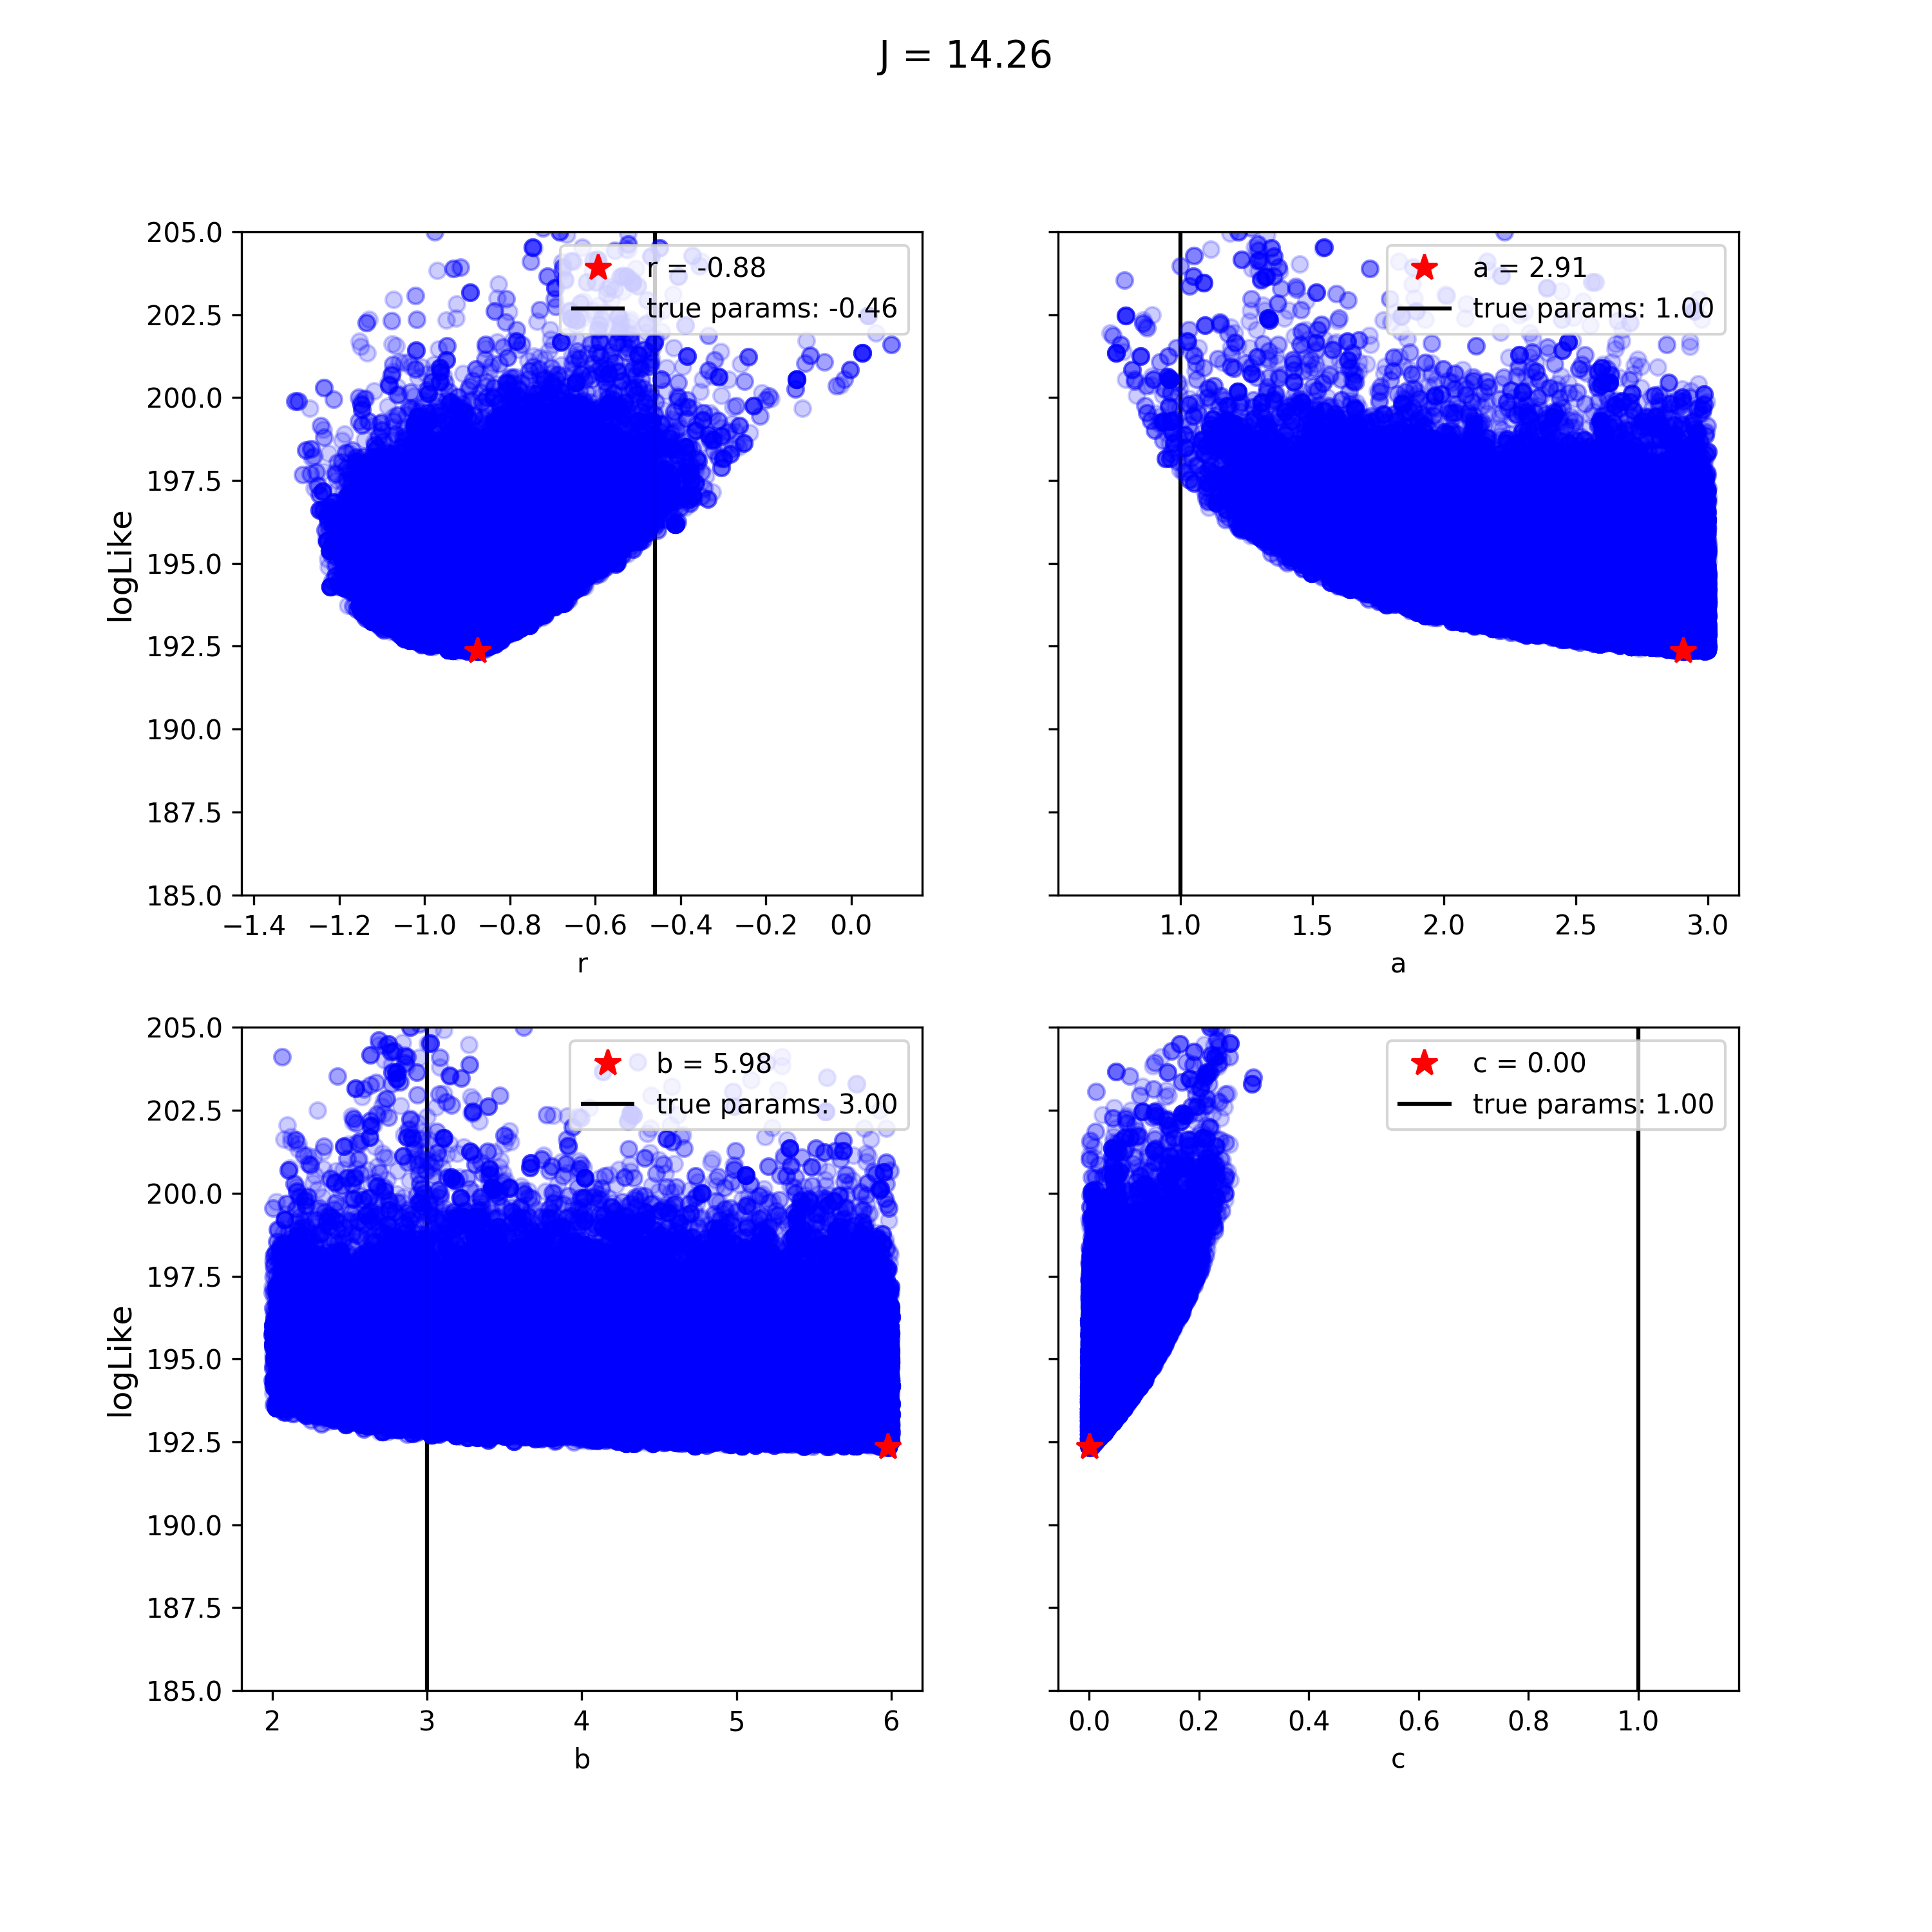 J = 14.26
205.0
202.5
200.0
197.5
195.0
192.5
190.0
187.5
185.0
logLike
r = -0.88
true params: -0.46
−1.4 −1.2 −1.0 −0.8 −0.6 −0.4 −0.2 0.0
r
a = 2.91
true params: 1.00
1.0 1.5 2.0 2.5 3.0
a
205.0
202.5
200.0
197.5
195.0
192.5
190.0
187.5
185.0
logLike
b = 5.98
true params: 3.00
2 3 4 5 6
b
c = 0.00
true params: 1.00
0.0 0.2 0.4 0.6 0.8 1.0
c